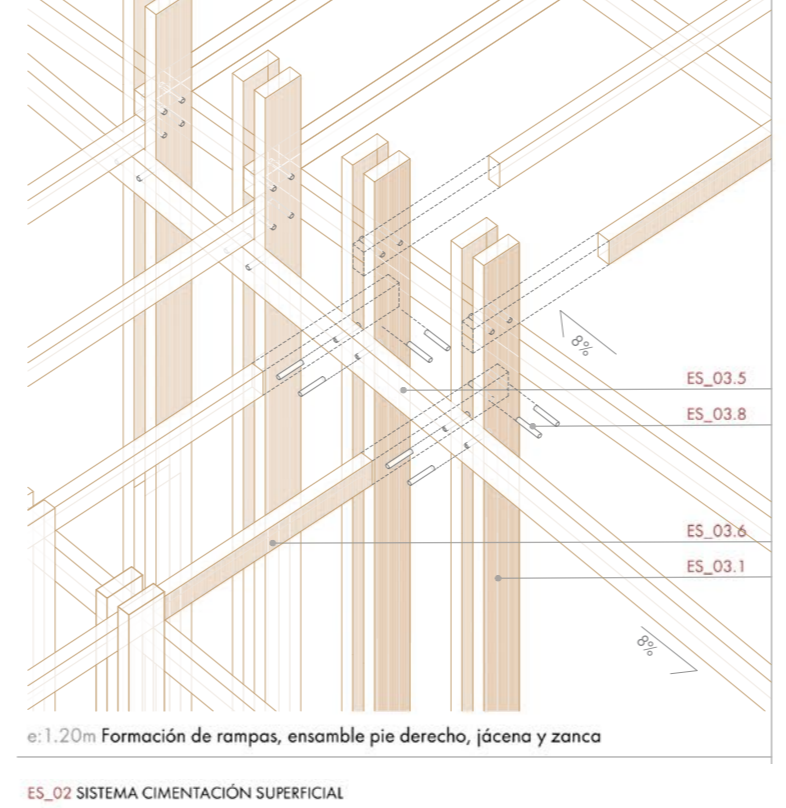 8%
ES_03.5
ES_03.8
ES_03.6
ES_03.1
8%
e:1.20m Formación de rampas, ensamble pie derecho, jácena y zanca
ES_02 SISTEMA CIMENTACIÓN SUPERFICIAL